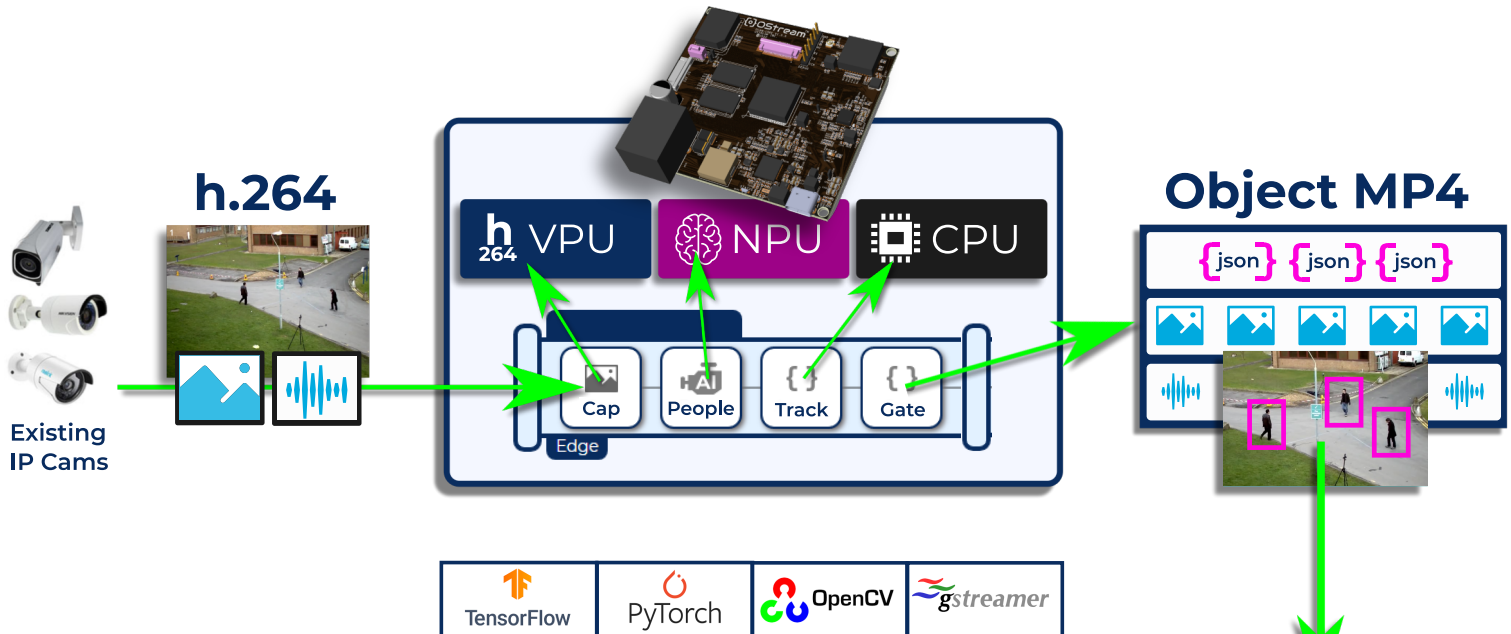 OStream
h.264
Object MP4
h
264
VPU
NPU
CPU
{json} {json} {json}
Cap
AI
People
{ }
Track
{ }
Gate
Edge
Existing
IP Cams
TensorFlow
PyTorch
OpenCV
gstreamer